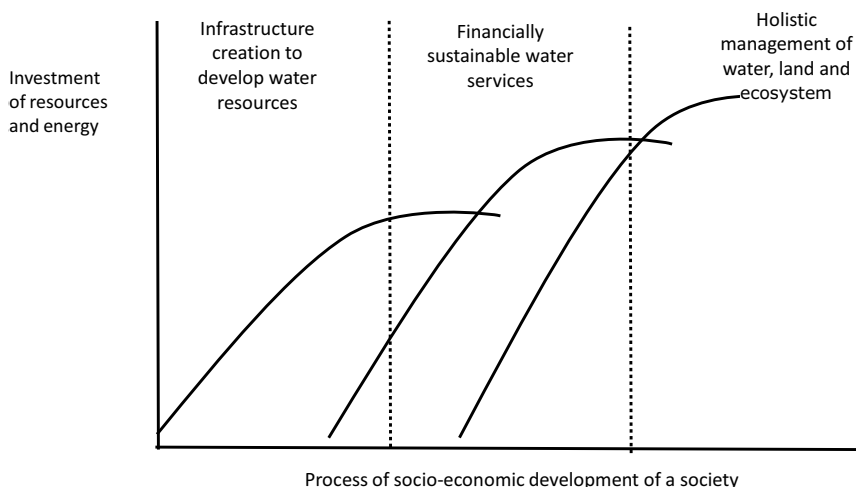 Investment
of resources
and energy
Infrastructure
creation to
develop water
resources
Financially
sustainable water
services
Holistic
management of
water, land and
ecosystem
Process of socio-economic development of a society